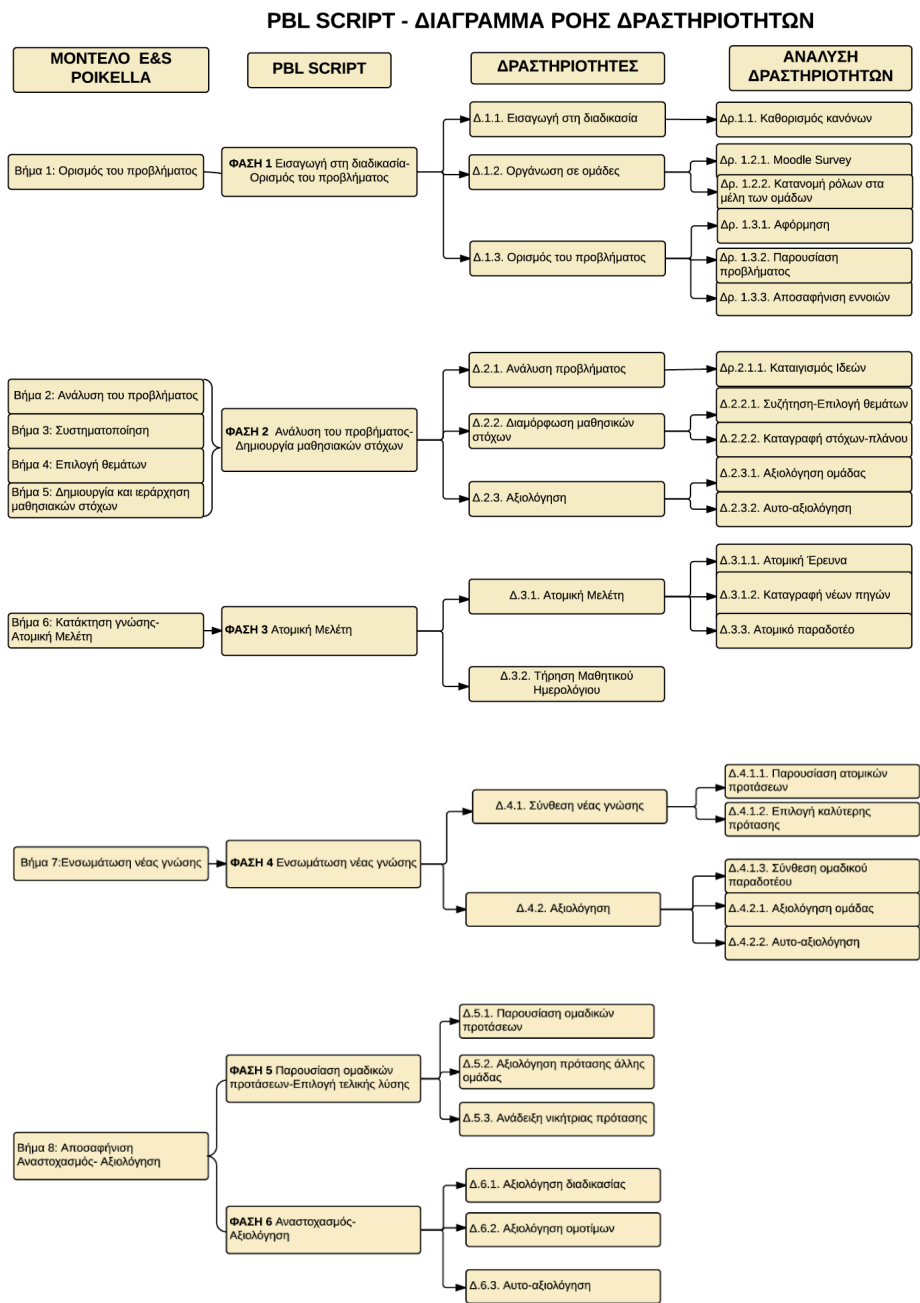 PBL SCRIPT - ΔΙΑΓΡΑΜΜΑ ΡΟΗΣ ΔΡΑΣΤΗΡΙΟΤΗΤΩΝ
ΜΟΝΤΕΛΟ E&S
POIKELLA
PBL SCRIPT
ΔΡΑΣΤΗΡΙΟΤΗΤΕΣ
ΑΝΑΛΥΣΗ
ΔΡΑΣΤΗΡΙΟΤΗΤΩΝ
Βήμα 1: Ορισμός του προβλήματος
ΦΑΣΗ 1 Εισαγωγή στη διαδικασία-
Ορισμός του προβλήματος
Δ.1.1. Εισαγωγή στη διαδικασία
Δρ.1.1. Καθορισμός κανόνων
Δ.1.2. Οργάνωση σε ομάδες
Δρ. 1.2.1. Moodle Survey
Δρ. 1.2.2. Κατανομή ρόλων στα
μέλη των ομάδων
Δ.1.3. Ορισμός του προβλήματος
Δρ. 1.3.1. Αφόρμηση
Δρ. 1.3.2. Παρουσίαση
προβλήματος
Δρ. 1.3.3. Αποσαφήνιση εννοιών
Βήμα 2: Ανάλυση του προβλήματος
Βήμα 3: Συστηματοποίηση
Βήμα 4: Επιλογή θεμάτων
Βήμα 5: Δημιουργία και ιεράρχηση
μαθησιακών στόχων
ΦΑΣΗ 2 Ανάλυση του προβήματος-
Δημιουργία μαθησιακών στόχων
Δ.2.1. Ανάλυση προβλήματος
Δρ.2.1.1. Καταιγισμός Ιδεών
Δ.2.2. Διαμόρφωση μαθησικών
στόχων
Δ.2.2.1. Συζήτηση-Επιλογή θεμάτων
Δ.2.2.2. Καταγραφή στόχων-πλάνου
Δ.2.3. Αξιολόγηση
Δ.2.3.1. Αξιολόγηση ομάδας
Δ.2.3.2. Αυτο-αξιολόγηση
Βήμα 6: Κατάκτηση γνώσης-
Ατομική Μελέτη
ΦΑΣΗ 3 Ατομική Μελέτη
Δ.3.1. Ατομική Μελέτη
Δ.3.1.1. Ατομική Έρευνα
Δ.3.1.2. Καταγραφή νέων πηγών
Δ.3.3. Ατομικό παραδοτέο
Δ.3.2. Τήρηση Μαθητικού
Ημερολόγιου
Βήμα 7:Ενσωμάτωση νέας γνώσης
ΦΑΣΗ 4 Ενσωμάτωση νέας γνώσης
Δ.4.1. Σύνθεση νέας γνώσης
Δ.4.1.1. Παρουσίαση ατομικών
προτάσεων
Δ.4.1.2. Επιλογή καλύτερης
πρότασης
Δ.4.2. Αξιολόγηση
Δ.4.1.3. Σύνθεση ομαδικού
παραδοτέου
Δ.4.2.1. Αξιολόγηση ομάδας
Δ.4.2.2. Αυτο-αξιολόγηση
Βήμα 8: Αποσαφήνιση
Αναστοχασμός- Αξιολόγηση
ΦΑΣΗ 5 Παρουσίαση ομαδικών
προτάσεων-Επιλογή τελικής λύσης
Δ.5.1. Παρουσίαση ομαδικών
προτάσεων
Δ.5.2. Αξιολόγηση πρότασης άλλης
ομάδας
Δ.5.3. Ανάδειξη νικήτριας πρότασης
ΦΑΣΗ 6 Αναστοχασμός-
Αξιολόγηση
Δ.6.1. Αξιολόγηση διαδικασίας
Δ.6.2. Αξιολόγηση ομοτίμων
Δ.6.3. Αυτο-αξιολόγηση